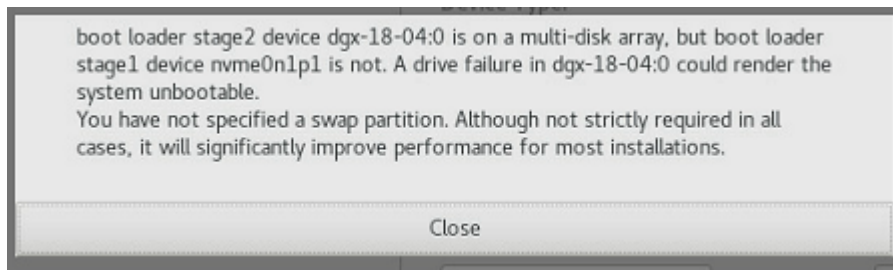 boot loader stage2 device dgx-18-04:0 is on a multi-disk array, but boot loader
stage1 device nvme0n1p1 is not. A drive failure in dgx-18-04:0 could render the
system unbootable.
You have not specified a swap partition. Although not strictly required in all
cases, it will significantly improve performance for most installations.
Close